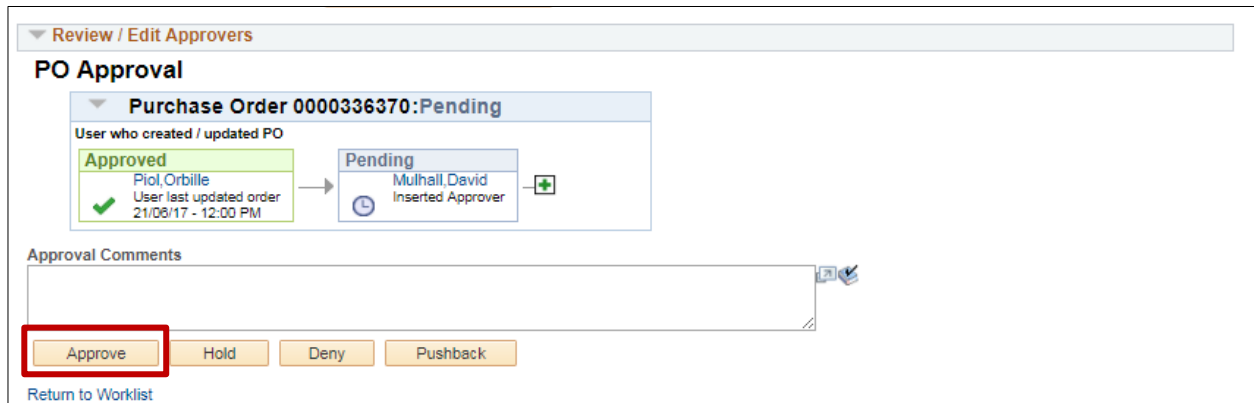 Review / Edit Approvers
PO Approval
Purchase Order 0000336370:Pending
User who created / updated PO
Approved
Piol,Orbille
User last updated order
21/06/17 - 12:00 PM
Pending
Mulhall,David
Inserted Approver
Approval Comments
Approve Hold Deny Pushback
Return to Worklist